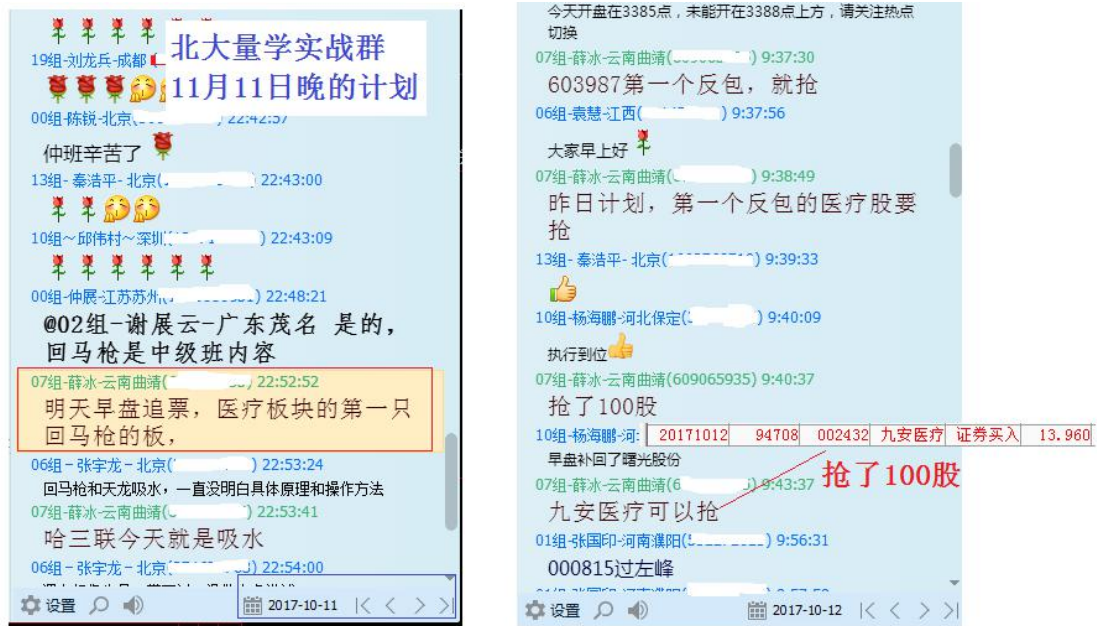 北大量学实战群
11月11日晚的计划
19组-刘龙兵-成都
00组-陈锐-北京( ) 22:42:57
仲班辛苦了
13组- 秦浩平- 北京( 22:43:00
10组～邱伟村～深圳( ) 22:43:09
00组-仲展-江苏苏州( ) 22:48:21
@02组-谢展云-广东茂名 是的,
回马枪是中级班内容
07组-薛冰-云南曲靖( ) 22:52:52
明天早盘追票，医疗板块的第一只
回马枪的板，
06组－张宇龙－北京( ) 22:53:24
回马枪和天龙吸水，一直没明白具体原理和操作方法
07组-薛冰-云南曲靖( ) 22:53:41
哈三联今天就是吸水
06组－张宇龙－北京( ) 22:54:00
设置
2017-10-11
今天开盘在3385点，未能开在3388点上方，请关注热点
切换
07组-薛冰-云南曲靖( ) 9:37:30
603987第一个反包，就抢
06组-袁慧-江西( ) 9:37:56
大家早上好
07组-薛冰-云南曲靖( ) 9:38:49
昨日计划，第一个反包的医疗股要
抢
13组- 秦浩平- 北京( ) 9:39:33
10组-杨海鹏-河北保定( ) 9:40:09
执行到位
07组-薛冰-云南曲靖(609065935) 9:40:37
抢了100股
10组-杨海鹏-河: 20171012 94708 002432 九安医疗 证券买入 13.960
早盘补回了曙光股份
07组-薛冰-云南曲靖(6 ) 9:43:37
抢了100股
九安医疗可以抢
01组-张国印-河南濮阳( ) 9:56:31
000815过左峰
设置
2017-10-12